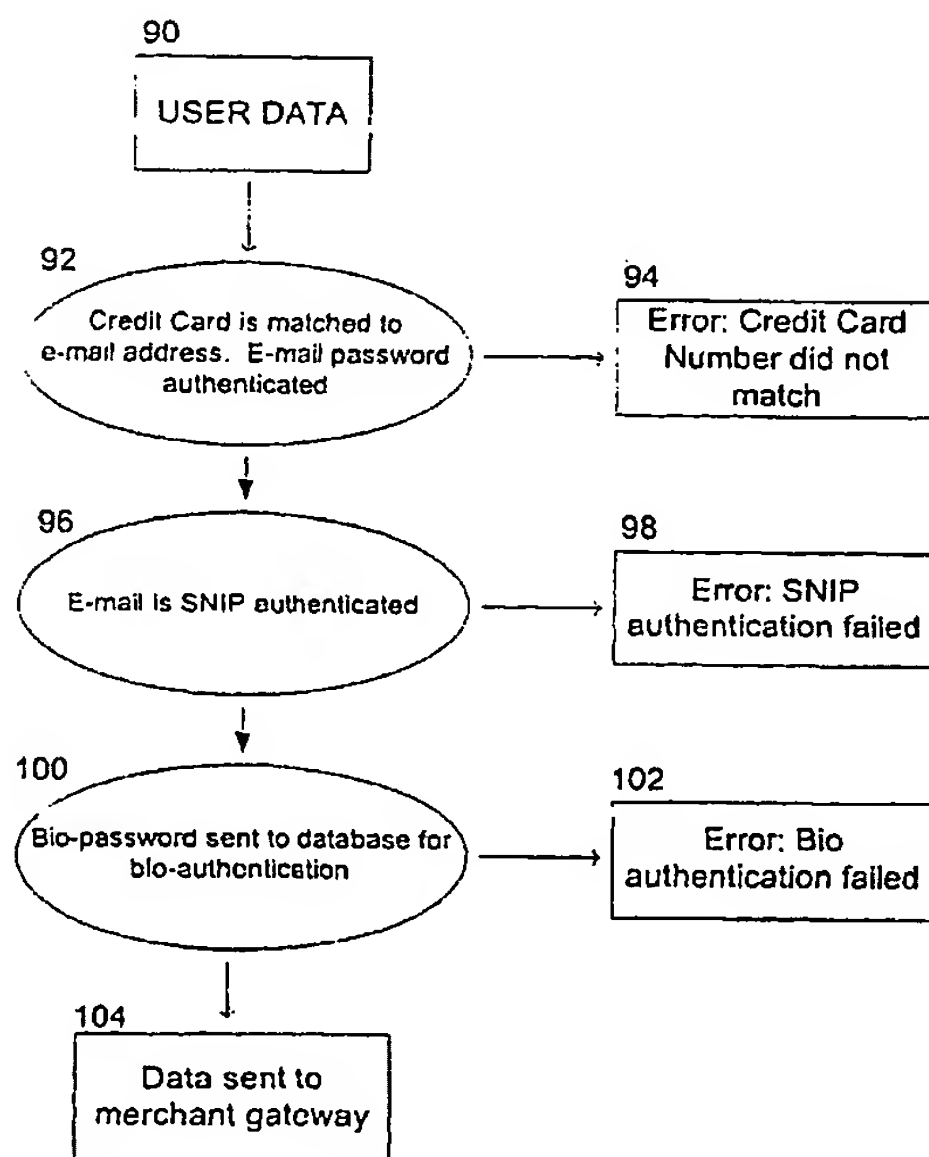 90
USER DATA
92
Credit Card is matched to
e-mail address. E-mail password
authenticated
94
Error: Credit Card
Number did not
match
96
E-mail is SNIP authenticated
98
Error: SNIP
authentication failed
100
Bio-password sent to database for
bio-authentication
102
Error: Bio
authentication failed
104
Data sent to
merchant gateway